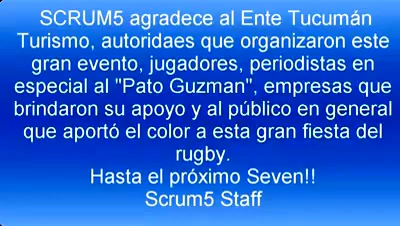 SCRUM5 agradece al Ente Tucumán
Turismo, autoridaes que organizaron este
gran evento, jugadores, periodistas en
especial al "Pato Guzman", empresas que
brindaron su apoyo y al público en general
que aportó el color a esta gran fiesta del
rugby.
Hasta el próximo Seven!!
Scrum5 Staff